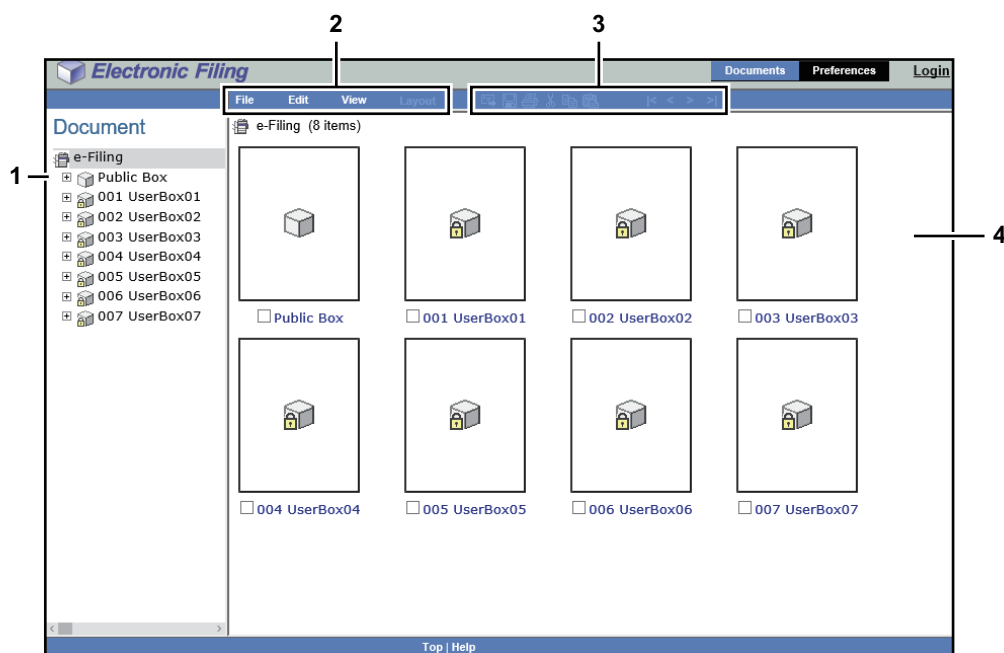 2 3
Electronic Filing
Documents Preferences Login
File Edit View Layout |< < > >|
Document
e-Filing (8 items)
e-Filing
1
Public Box
001 UserBox01
002 UserBox02
003 UserBox03
004 UserBox04
005 UserBox05
006 UserBox06
007 UserBox07
4
Public Box 001 UserBox01 002 UserBox02 003 UserBox03
004 UserBox04 005 UserBox05 006 UserBox06 007 UserBox07
Top | Help